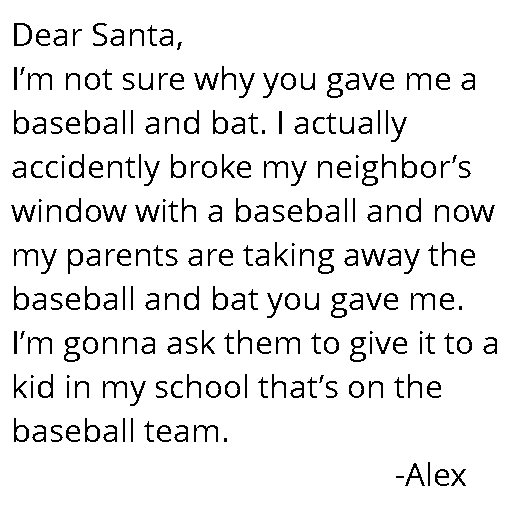 Dear Santa,
I’m not sure why you gave me a
baseball and bat. I actually
accidently broke my neighbor’s
window with a baseball and now
my parents are taking away the
baseball and bat you gave me.
I’m gonna ask them to give it to a
kid in my school that’s on the
baseball team.
-Alex